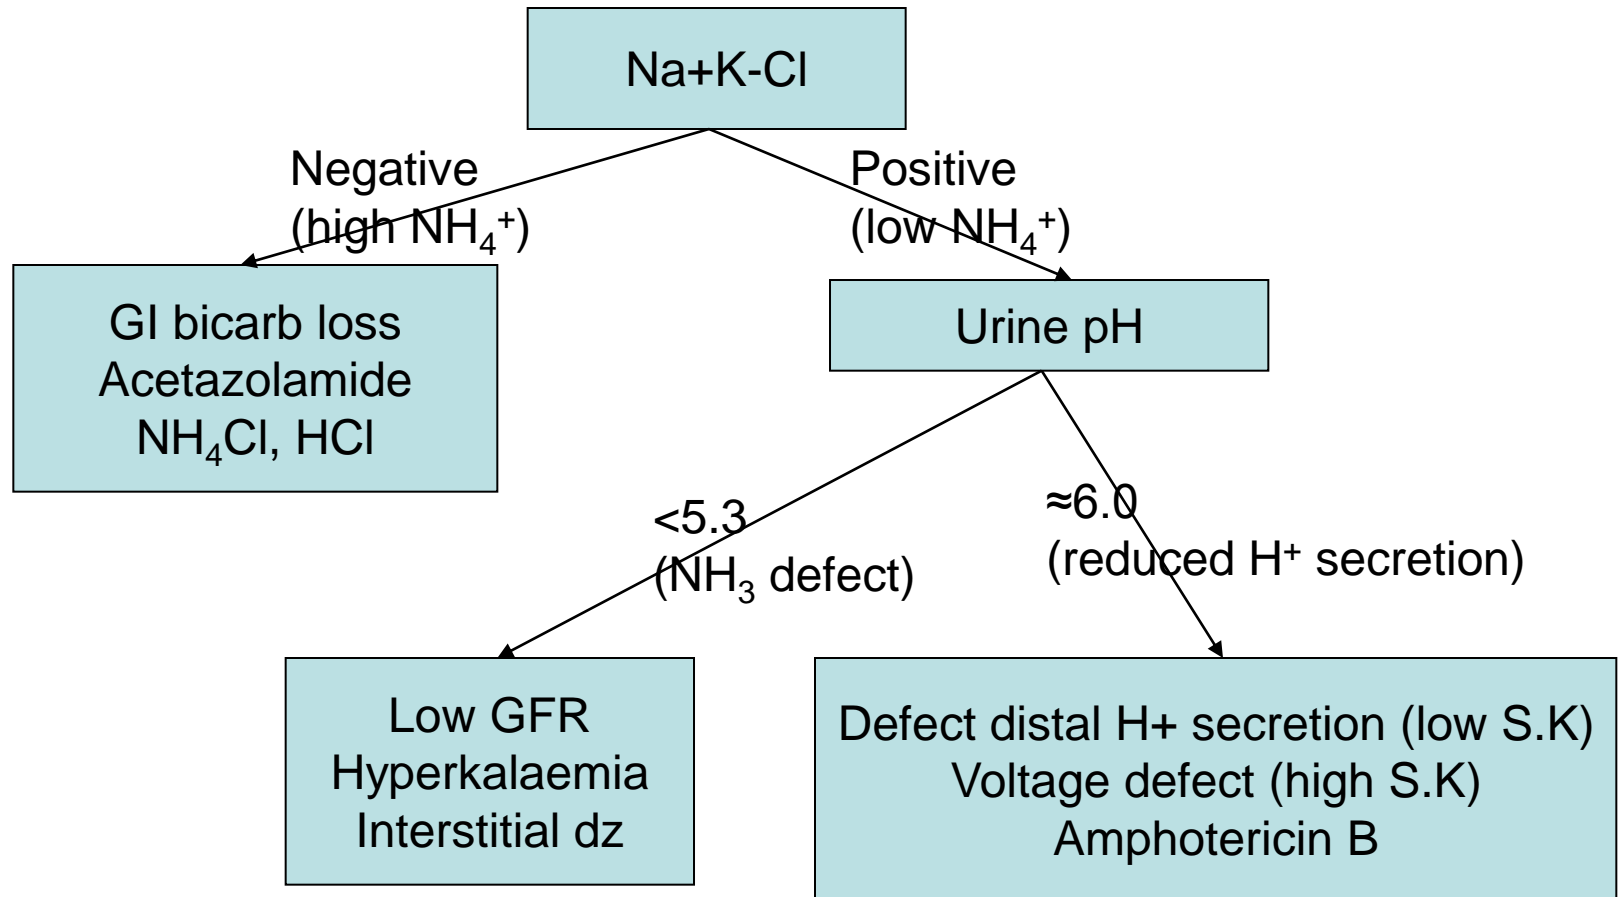 Na+K-Cl
Negative
(high NH₄⁺)
Positive
(low NH₄⁺)
GI bicarb loss
Acetazolamide
NH₄Cl, HCl
Urine pH
<5.3
(NH₃ defect)
≈6.0
(reduced H⁺ secretion)
Low GFR
Hyperkalaemia
Interstitial dz
Defect distal H+ secretion (low S.K)
Voltage defect (high S.K)
Amphotericin B